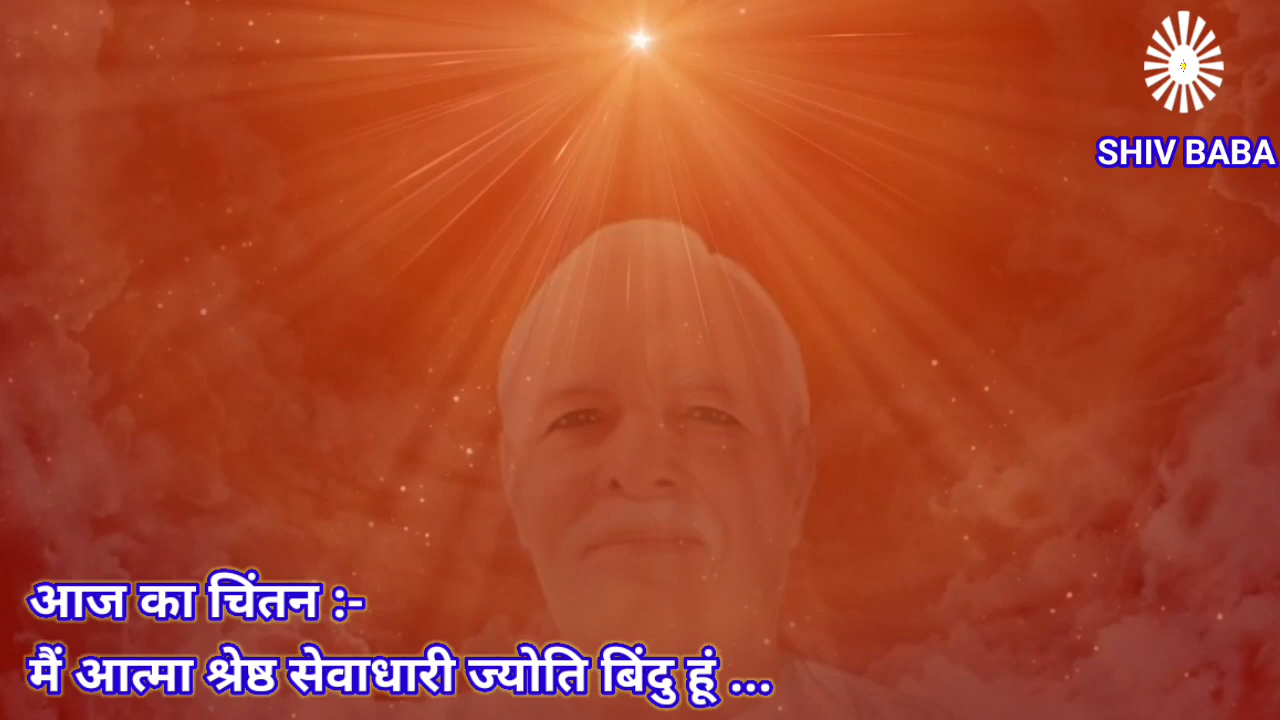 SHIV BABA
आज का चिंतन :-
मैं आत्मा श्रेष्ठ सेवाधारी ज्योति बिंदु हूं ...